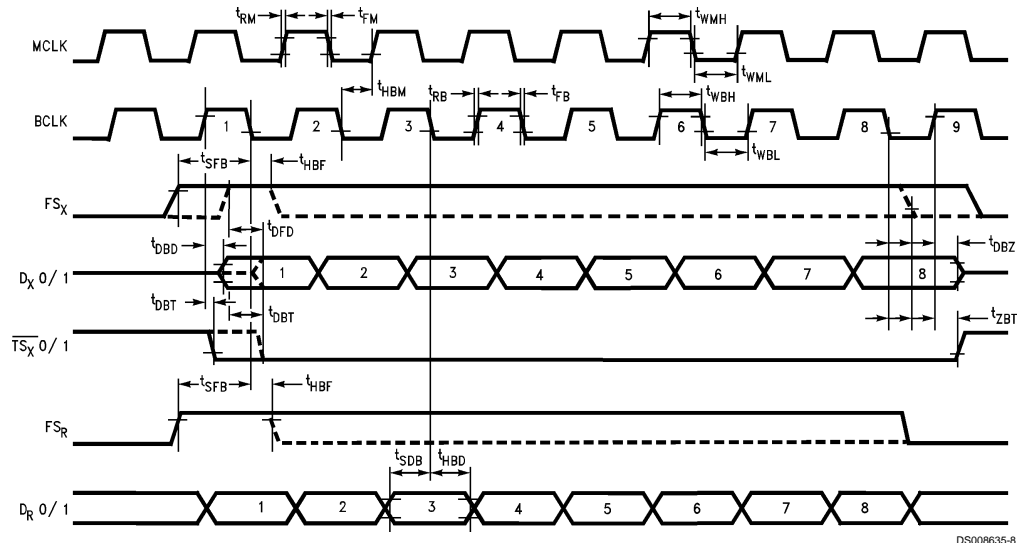 tRM tFM tWMH
MCLK
tWML
tHBM tRB tFB tWBH
BCLK 1 2 3 4 5 6 7 8 9
tWBL
tSFB tHBF
FSX
tDFD
tDBD tDBZ
DX 0/1 1 2 3 4 5 6 7 8
tDBT tDBT tZBT
TSX 0/1
tSFB tHBF
FSR
tSDB tHBD
DR 0/1 1 2 3 4 5 6 7 8
DS008635-8